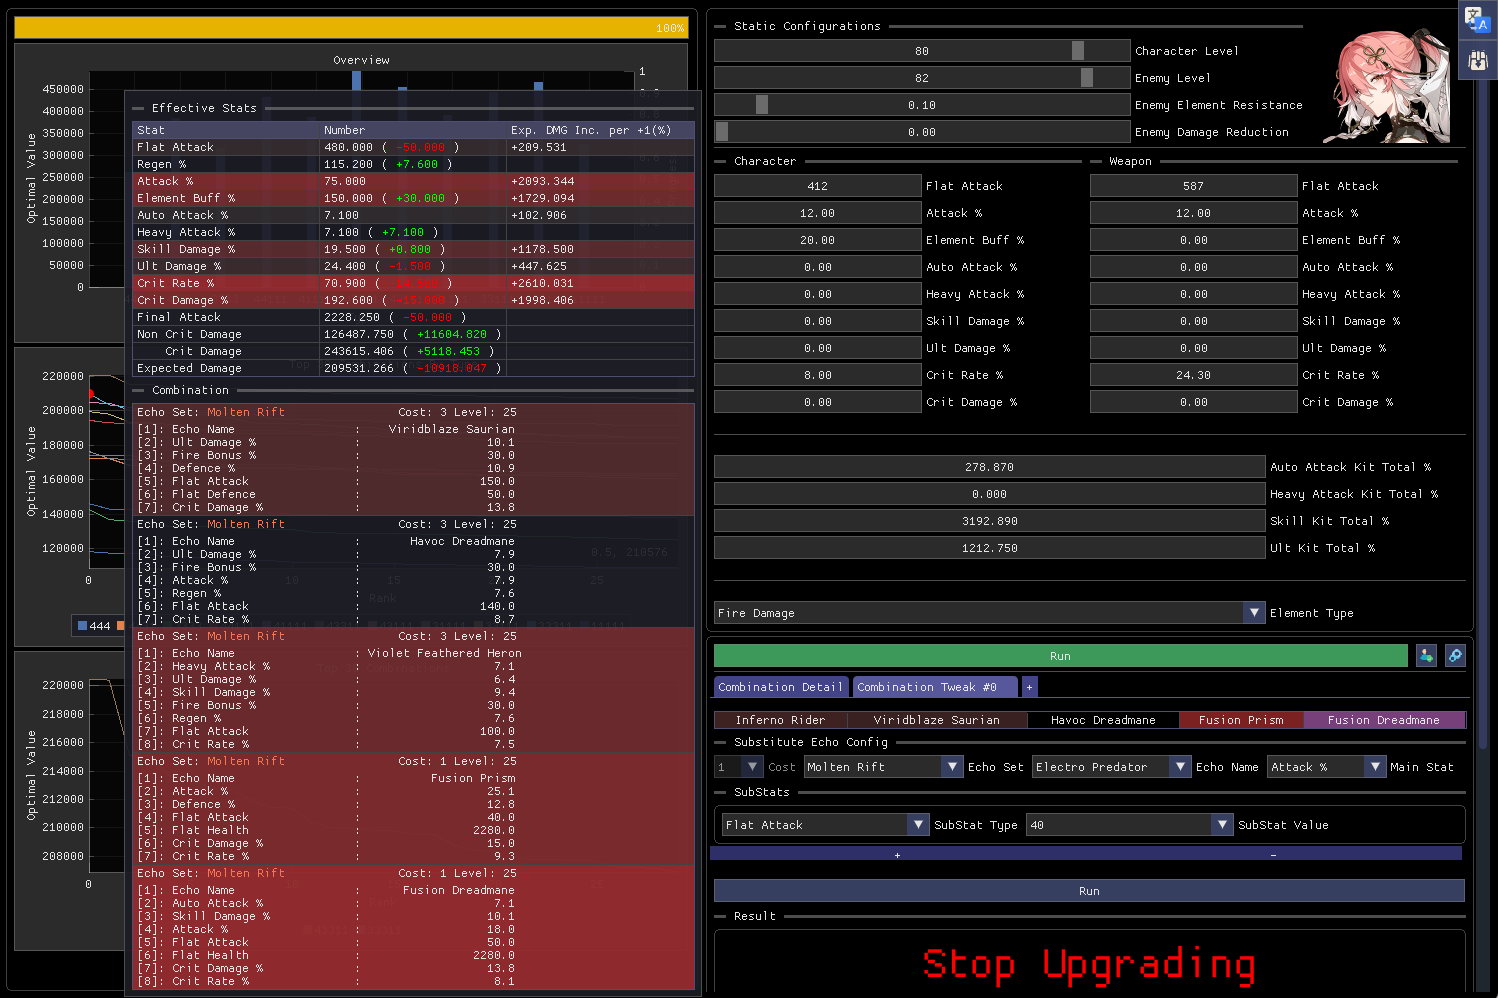 100%
Overview
450000
400000
350000
300000
250000
200000
150000
100000
50000
0
Optimal Value
1
Effective Stats
Stat Number Exp. DMG Inc. per +1(%)
Flat Attack 480.000 ( -50.000 ) +209.531
Regen % 115.200 ( +7.600 )
Attack % 75.000 +2093.344
Element Buff % 150.000 ( +30.000 ) +1729.094
Auto Attack % 7.100 +102.906
Heavy Attack % 7.100 ( +7.100 )
Skill Damage % 19.500 ( +0.800 ) +1178.500
Ult Damage % 24.400 ( -1.500 ) +447.625
Crit Rate % 70.900 +2610.031
Crit Damage % 192.600 +1998.406
Final Attack 2228.250 ( -50.000 )
Non Crit Damage 126487.750 ( +11604.820 )
Crit Damage 243615.406 ( +5118.453 )
Expected Damage 209531.266 ( -10918.047 )
Combination
Echo Set: Molten Rift Cost: 3 Level: 25
[1]: Echo Name : Viridblaze Saurian
[2]: Ult Damage % : 10.1
[3]: Fire Bonus % : 30.0
[4]: Defence % : 10.9
[5]: Flat Attack : 150.0
[6]: Flat Defence : 50.0
[7]: Crit Damage % : 13.8
Echo Set: Molten Rift Cost: 3 Level: 25
[1]: Echo Name : Havoc Dreadmane
[2]: Ult Damage % : 7.9
[3]: Fire Bonus % : 30.0
[4]: Attack % : 7.9
[5]: Regen % : 7.6
[6]: Flat Attack : 140.0
[7]: Crit Rate % : 8.7
Echo Set: Molten Rift Cost: 3 Level: 25
[1]: Echo Name : Violet Feathered Heron
[2]: Heavy Attack % : 7.1
[3]: Ult Damage % : 6.4
[4]: Skill Damage % : 9.4
[5]: Fire Bonus % : 30.0
[6]: Regen % : 7.6
[7]: Flat Attack : 100.0
[8]: Crit Rate % : 7.5
Echo Set: Molten Rift Cost: 1 Level: 25
[1]: Echo Name : Fusion Prism
[2]: Attack % : 25.1
[3]: Defence % : 12.8
[4]: Flat Attack : 40.0
[5]: Flat Health : 2280.0
[6]: Crit Damage % : 15.0
[7]: Crit Rate % : 9.3
Echo Set: Molten Rift Cost: 1 Level: 25
[1]: Echo Name : Fusion Dreadmane
[2]: Auto Attack % : 7.1
[3]: Skill Damage % : 10.1
[4]: Attack % : 18.0
[5]: Flat Attack : 50.0
[6]: Flat Health : 2280.0
[7]: Crit Damage % : 13.8
[8]: Crit Rate % : 8.1
220000
200000
180000
160000
140000
120000
Optimal Value
0
10
15
25
Rank
0.5, 210576
444
220000
218000
216000
214000
212000
210000
208000
Optimal Value
0
Static Configurations
80 Character Level
82 Enemy Level
0.10 Enemy Element Resistance
0.00 Enemy Damage Reduction
Character
412 Flat Attack
12.00 Attack %
20.00 Element Buff %
0.00 Auto Attack %
0.00 Heavy Attack %
0.00 Skill Damage %
0.00 Ult Damage %
8.00 Crit Rate %
0.00 Crit Damage %
Weapon
587 Flat Attack
12.00 Attack %
0.00 Element Buff %
0.00 Auto Attack %
0.00 Heavy Attack %
0.00 Skill Damage %
0.00 Ult Damage %
24.30 Crit Rate %
0.00 Crit Damage %
278.870 Auto Attack Kit Total %
0.000 Heavy Attack Kit Total %
3192.890 Skill Kit Total %
1212.750 Ult Kit Total %
Fire Damage Element Type
Run
Combination Detail Combination Tweak #0 +
Inferno Rider Viridblaze Saurian Havoc Dreadmane Fusion Prism Fusion Dreadmane
Substitute Echo Config
1 Cost Molten Rift Echo Set Electro Predator Echo Name Attack % Main Stat
SubStats
Flat Attack SubStat Type 40 SubStat Value
+ -
Run
Result
Stop Upgrading